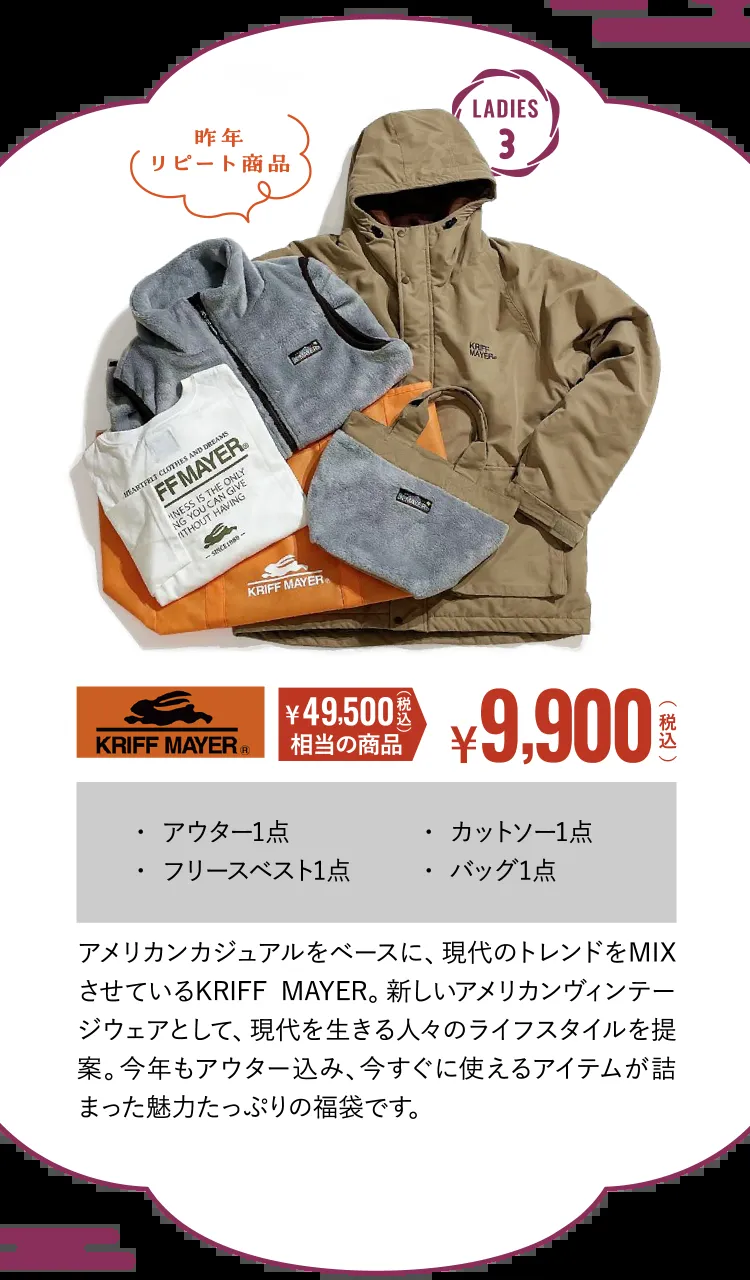 LADIES
3
昨年
リピート商品
KRIFF
MAYER®
HEARTFELT CLOTHES AND DREAMS
FF MAYER®
INESS IS THE ONLY
NG YOU CAN GIVE
ITHOUT HAVING
SINCE
KRIFF MAYER®
KRIFF MAYER®
¥49,500(税込)
相当の商品
¥9,900(税込)
・ アウター1点
・ カットソー1点
・ フリースベスト1点
・ バッグ1点
アメリカンカジュアルをベースに、現代のトレンドをMIX
させているKRIFF MAYER。新しいアメリカンヴィンテー
ジウェアとして、現代を生きる人々のライフスタイルを提
案。今年もアウター込み、今すぐに使えるアイテムが詰
まった魅力たっぷりの福袋です。